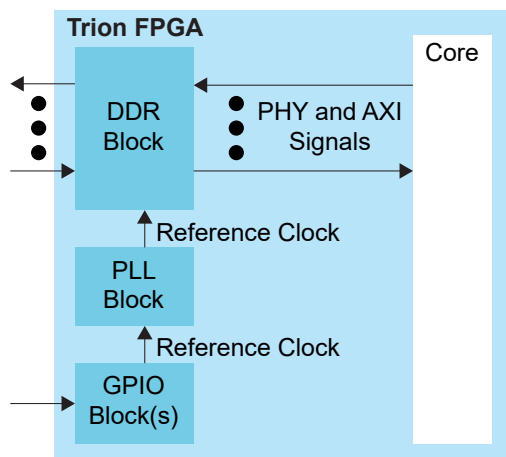 Trion FPGA
Core
DDR
Block
PHY and AXI
Signals
Reference Clock
PLL
Block
Reference Clock
GPIO
Block(s)